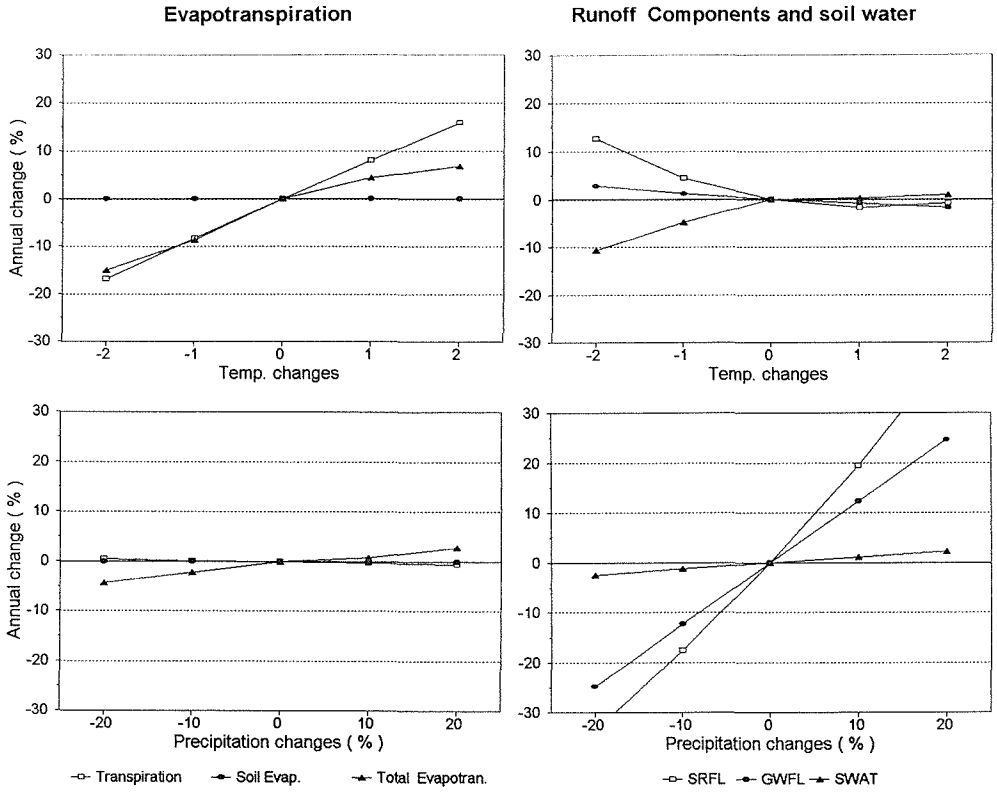 Evapotranspiration
Runoff Components and soil water
Annual change ( % )
30
20
10
0
-10
-20
-30
-2 -1 0 1 2
Temp. changes
30
20
10
0
-10
-20
-30
-2 -1 0 1 2
Temp. changes
Annual change ( % )
30
20
10
0
-10
-20
-30
-20 -10 0 10 20
Precipitation changes ( % )
30
20
10
0
-10
-20
-30
-20 -10 0 10 20
Precipitation changes ( % )
Transpiration Soil Evap. Total Evapotran.
SRFL GWFL SWAT